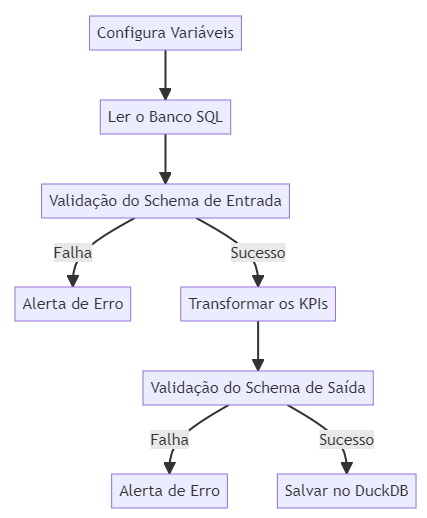 Configura Variáveis
Ler o Banco SQL
Validação do Schema de Entrada
Falha
Sucesso
Alerta de Erro
Transformar os KPIs
Validação do Schema de Saída
Falha
Sucesso
Alerta de Erro
Salvar no DuckDB